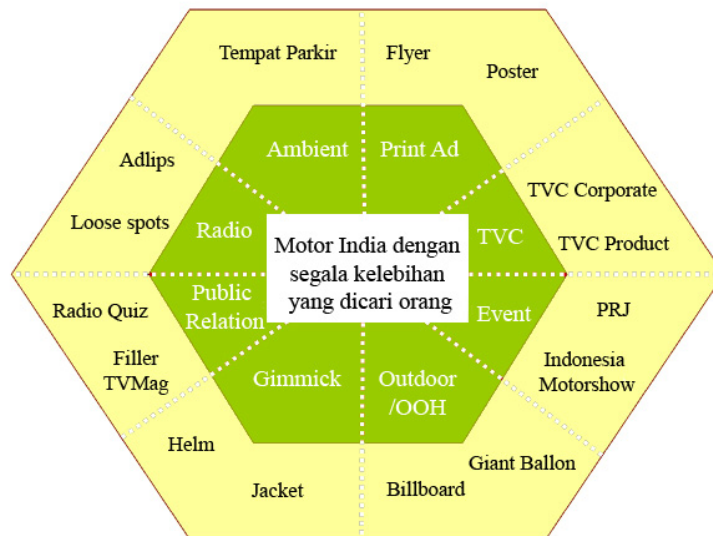 Tempat Parkir
Flyer
Poster
Ambient
Print Ad
Adlips
Loose spots
Radio
TVC
TVC Corporate
TVC Product
Motor India dengan
segala kelebihan
yang dicari orang
Radio Quiz
Filler
TVMag
Public
Relation
Event
PRJ
Indonesia
Motorshow
Gimmick
Outdoor
/OOH
Helm
Jacket
Billboard
Giant Ballon